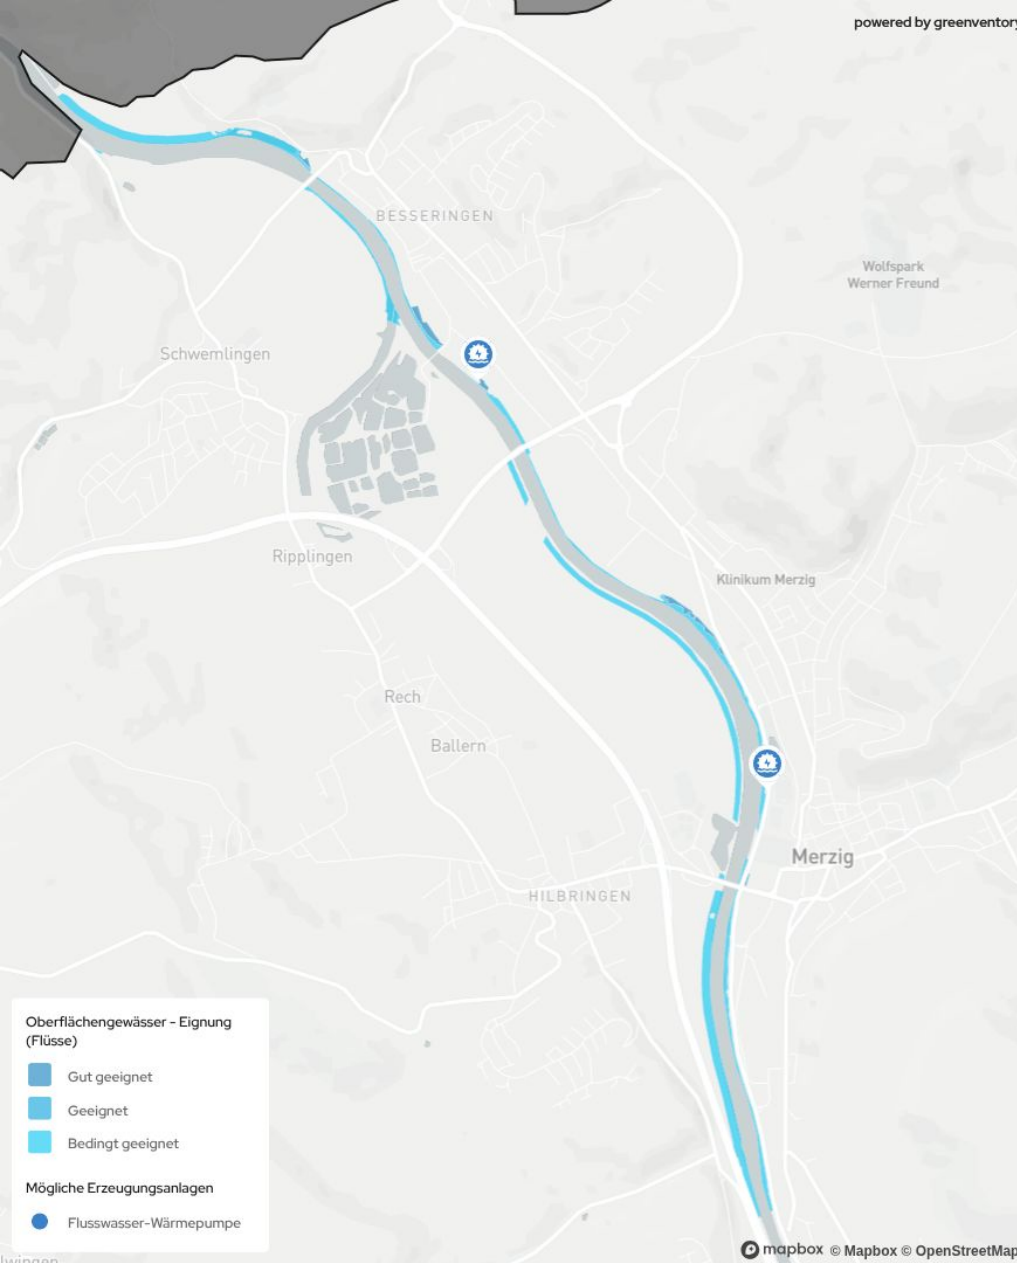 powered by greenventory
BESSERINGEN
Wolfspark
Werner Freund
Schwemlingen
Ripplingen
Klinikum Merzig
Rech
Ballern
Merzig
HILBRINGEN
Oberflächengewässer - Eignung
(Flüsse)
Gut geeignet
Geeignet
Bedingt geeignet
Mögliche Erzeugungsanlagen
Flusswasser-Wärmepumpe
mapbox © Mapbox © OpenStreetMap